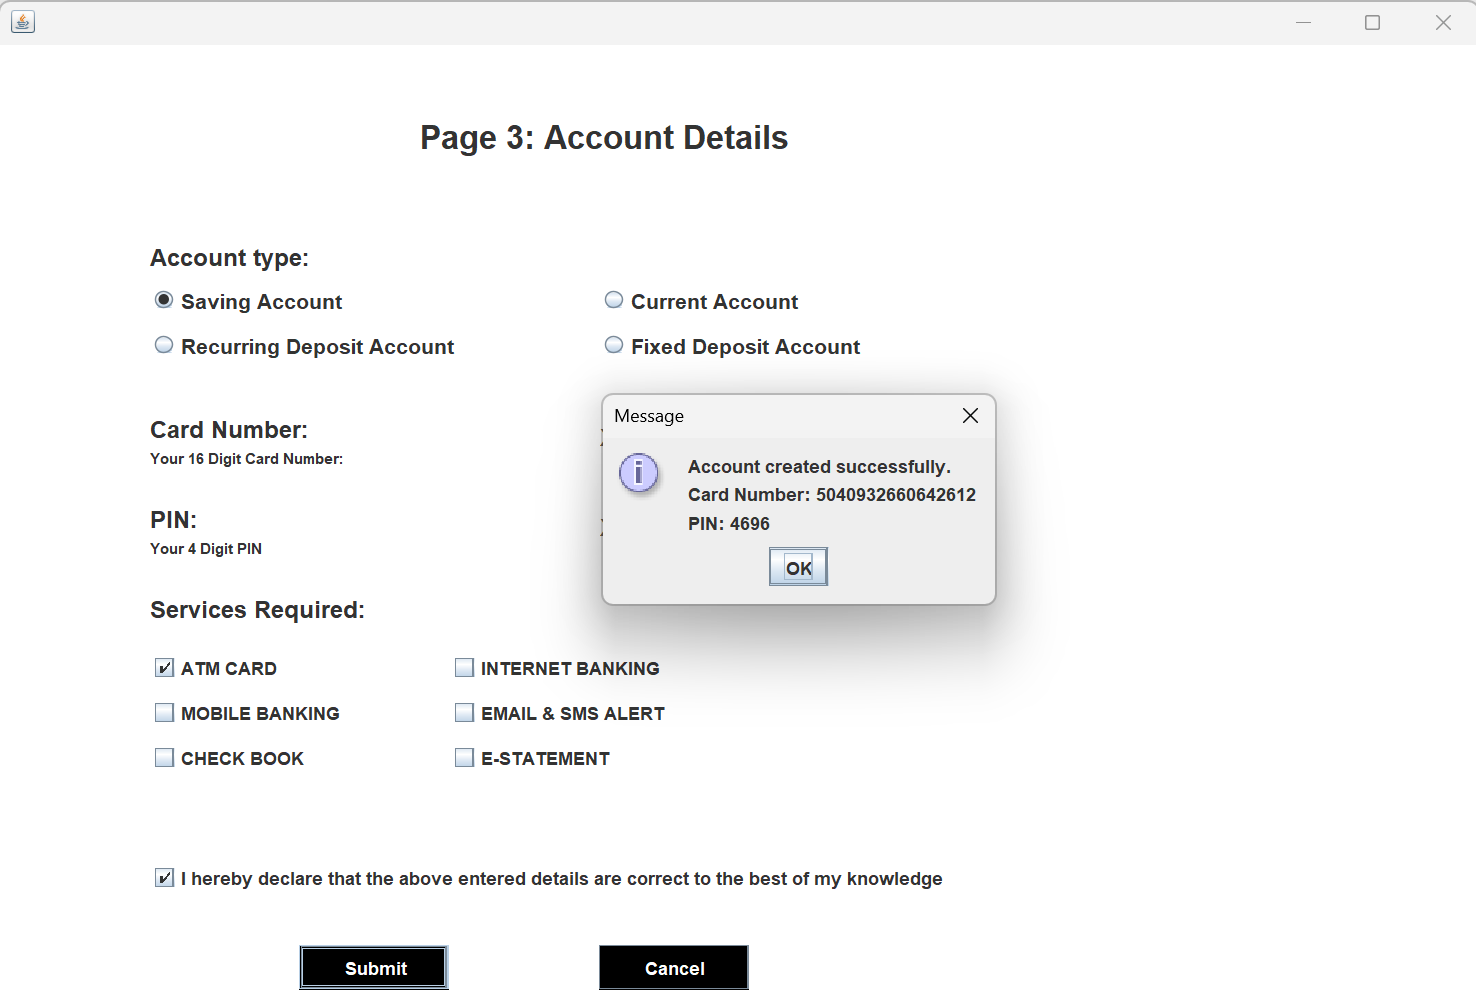 Page 3: Account Details
Account type:
Saving Account
Current Account
Recurring Deposit Account
Fixed Deposit Account
Card Number:
Your 16 Digit Card Number:
PIN:
Your 4 Digit PIN
Message
Account created successfully.
Card Number: 5040932660642612
PIN: 4696
OK
Services Required:
ATM CARD
INTERNET BANKING
MOBILE BANKING
EMAIL & SMS ALERT
CHECK BOOK
E-STATEMENT
I hereby declare that the above entered details are correct to the best of my knowledge
Submit
Cancel